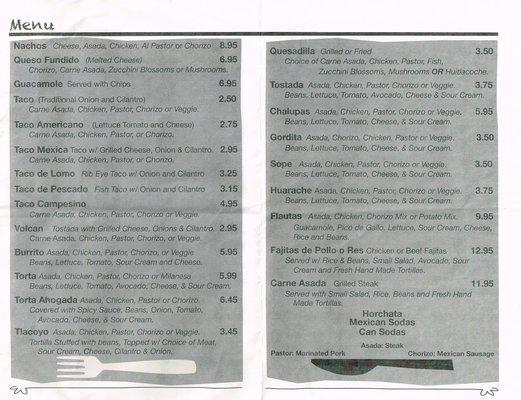 Menu
Nachos Cheese, Asada, Chicken, Al Pastor or Chorizo 8.95
Queso Fundido (Melted Cheese) 6.95
Chorizo, Carne Asada, Zucchini Blossoms or Mushrooms.
Guacamole Served with Chips 6.95
Taco (Traditional Onion and Cilantro) 2.50
Carne Asada, Chicken, Pastor, Chorizo or Veggie.
Taco Americano (Lettuce Tomato and Cheese) 2.75
Carne Asada, Chicken, Pastor, or Chorizo.
Taco Mexica Taco w/ Grilled Cheese, Onion & Cilantro. 2.95
Carne Asada, Chicken, Pastor or Chorizo.
Taco de Lomo Rib Eye Taco w/ Onion and Cilantro 3.25
Taco de Pescado Fish Taco w/ Onion and Cilantro 3.15
Taco Campesino 4.95
Carne Asada, Chicken, Pastor, Chorizo or Veggie.
Volcan Tostada with Grilled Cheese, Onions & Cilantro. 2.95
Carne Asada, Chicken, Pastor, Chorizo, or Veggie.
Burrito Asada, Chicken, Pastor, Chorizo, or Veggie 5.95
Beans, Lettuce, Tomato, Sour Cream and Cheese.
Torta Asada, Chicken, Pastor, Chorizo or Milanesa 5.99
Beans, Lettuce, Tomato, Avocado, Cheese, & Sour Cream.
Torta Ahogada Asada, Chicken, Pastor or Chorizo. 6.45
Covered with Spicy Sauce, Beans, Onion, Tomato,
Avocado, Cheese, & Sour Cream.
Tlacoyo Asada, Chicken, Pastor, Chorizo or Veggie. 3.45
Tortilla Stuffed with beans, Topped w/ Choice of Meat,
Sour Cream, Cheese, Cilantro & Onion.
Quesadilla Grilled or Fried 3.50
Choice of Carne Asada, Chicken, Pastor, Fish,
Zucchini Blossoms, Mushrooms OR Huitlacoche.
Tostada Asada, Chicken, Pastor, Chorizo or Veggie. 3.75
Beans, Lettuce, Tomato, Avocado, Cheese & Sour Cream.
Chalupas Asada, Chicken, Pastor, Chorizo or Veggie. 5.95
Beans, Lettuce, Tomato, Cheese, & Sour Cream.
Gordita Asada, Chorizo, Chicken, Pastor or Veggie. 3.50
Beans, Lettuce, Tomato, Cheese, & Sour Cream.
Sope Asada, Chicken, Pastor, Chorizo or Veggie. 3.50
Beans, Lettuce, Tomato, Cheese, & Sour Cream.
Huarache Asada, Chicken, Pastor, Chorizo or Veggie. 3.75
Beans, Lettuce, Tomato, Cheese, & Sour Cream.
Flautas Asada, Chicken, Chorizo Mix or Potato Mix. 9.95
Guacamole, Pico de Gallo, Lettuce, Sour Cream, Cheese,
Rice and Beans.
Fajitas de Pollo o Res Chicken or Beef Fajitas 12.95
Served w/ Rice & Beans, Small Salad, Avocado, Sour
Cream and Fresh Hand Made Tortillas.
Carne Asada Grilled Steak 11.95
Served with Small Salad, Rice, Beans and Fresh Hand
Made Tortillas.
Horchata
Mexican Sodas
Can Sodas
Asada: Steak
Pastor: Marinated Pork Chorizo: Mexican Sausage